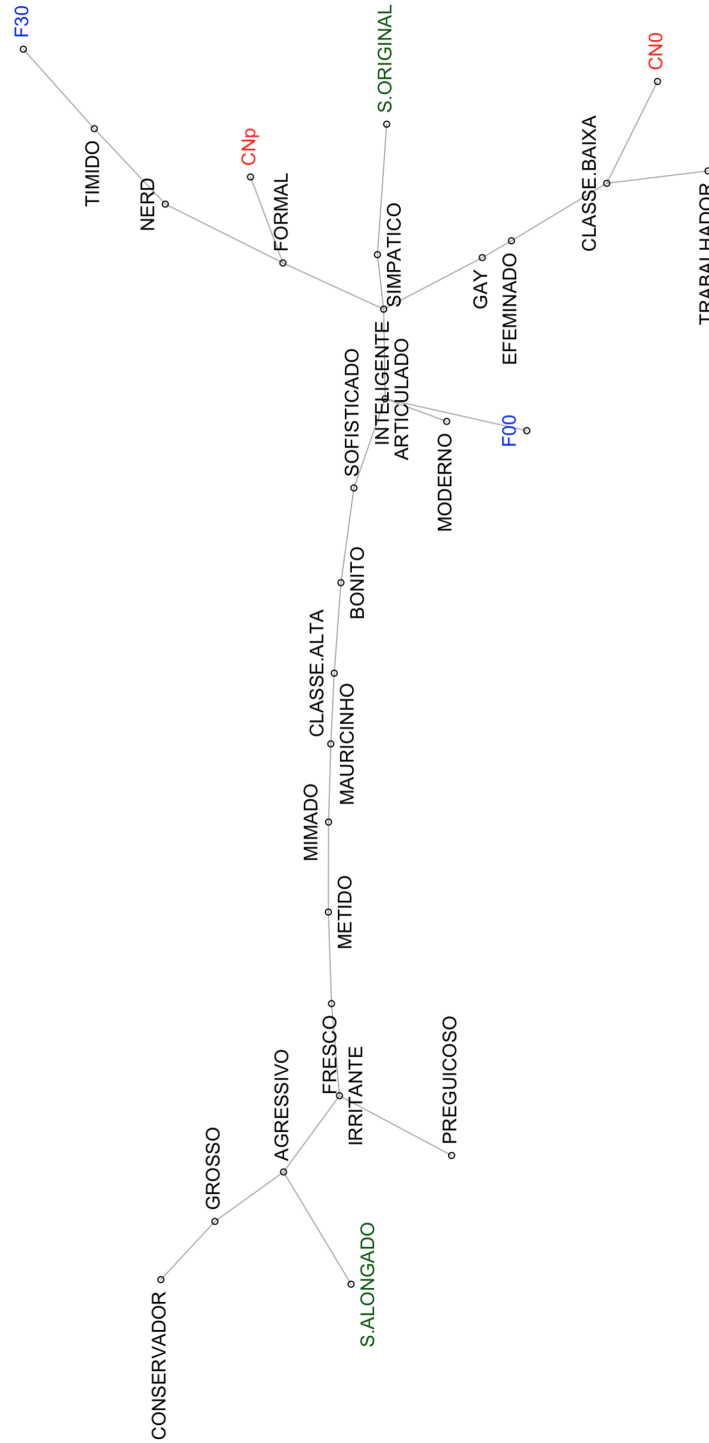 F30
TIMIDO
NERD
CNp
FORMAL
S.ORIGINAL
SIMPATICO
CN0
CLASSE.BAIXA
GAY
EFEMINADO
TRABALHADOR
INTELIGENTE
ARTICULADO
SOFISTICADO
MODERNO
F00
BONITO
CLASSE.ALTA
MAURICINHO
MIMADO
METIDO
FRESCO
IRRITANTE
PREGUICOSO
AGRESSIVO
GROSSO
CONSERVADOR
S.ALONGADO